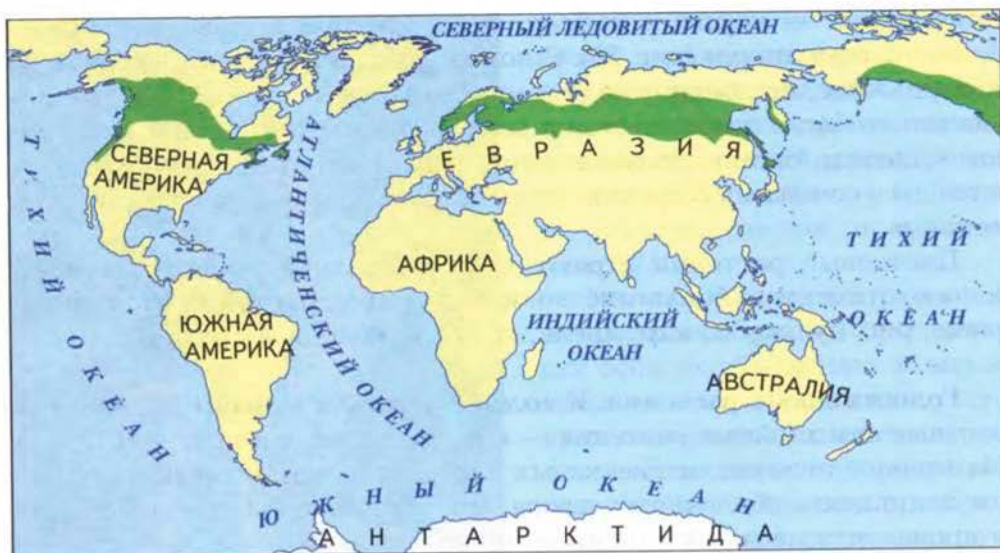 СЕВЕРНЫЙ ЛЕДОВИТЫЙ ОКЕАН
ТИХИЙ ОКЕАН
СЕВЕРНАЯ
АМЕРИКА
АТЛАНТИЧЕНСКИЙ ОКЕАН
ЕВРАЗИЯ
АФРИКА
ТИХИЙ
ОКЕАН
ЮЖНАЯ
АМЕРИКА
ИНДИЙСКИЙ
ОКЕАН
АВСТРАЛИЯ
ЮЖНЫЙ ОКЕАН
АНТАРКТИДА